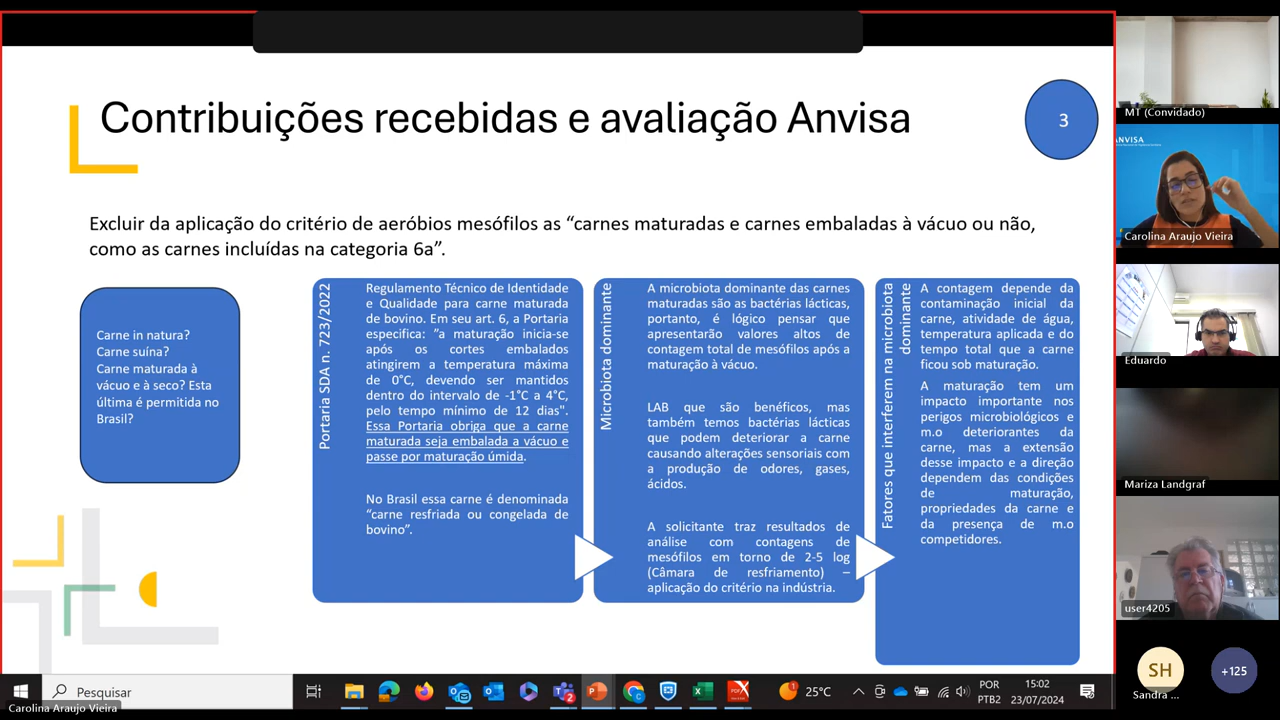 Contribuições recebidas e avaliação Anvisa
3
Excluir da aplicação do critério de aeróbios mesófilos as “carnes maturadas e carnes embaladas à vácuo ou não,
como as carnes incluídas na categoria 6a”.
Carne in natura?
Carne suína?
Carne maturada à
vácuo e à seco? Esta
última é permitida no
Brasil?
Portaria SDA n. 723/2022
Regulamento Técnico de Identidade
e Qualidade para carne maturada
de bovino. Em seu art. 6, a Portaria
especifica: ”a maturação inicia-se
após os cortes embalados
atingirem a temperatura máxima
de 0°C, devendo ser mantidos
dentro do intervalo de -1°C a 4°C,
pelo tempo mínimo de 12 dias".
Essa Portaria obriga que a carne
maturada seja embalada a vácuo e
passe por maturação úmida.
No Brasil essa carne é denominada
“carne resfriada ou congelada de
bovino”.
Microbiota dominante
A microbiota dominante das carnes
maturadas são as bactérias lácticas,
portanto, é lógico pensar que
apresentarão valores altos de
contagem total de mesófilos após a
maturação à vácuo.
LAB que são benéficos, mas
também temos bactérias lácticas
que podem deteriorar a carne
causando alterações sensoriais com
a produção de odores, gases,
ácidos.
A solicitante traz resultados de
análise com contagens de
mesófilos em torno de 2-5 log
(Câmara de resfriamento) –
aplicação do critério na indústria.
Fatores que interferem na microbiota
dominante
A contagem depende da
contaminação inicial da
carne, atividade de água,
temperatura aplicada e do
tempo total que a carne
ficou sob maturação.
A maturação tem um
impacto importante nos
perigos microbiológicos e
m.o deteriorantes da
carne, mas a extensão
desse impacto e a direção
dependem das condições
de maturação,
propriedades da carne e
da presença de m.o
competidores.
MT (Convidado)
ANVISA
Carolina Araujo Vieira
Eduardo
Mariza Landgraf
user4205
SH
Sandra ...
+125
Pesquisar
1
25°C
POR
PTB2
15:02
23/07/2024
Carolina Araujo Vieira